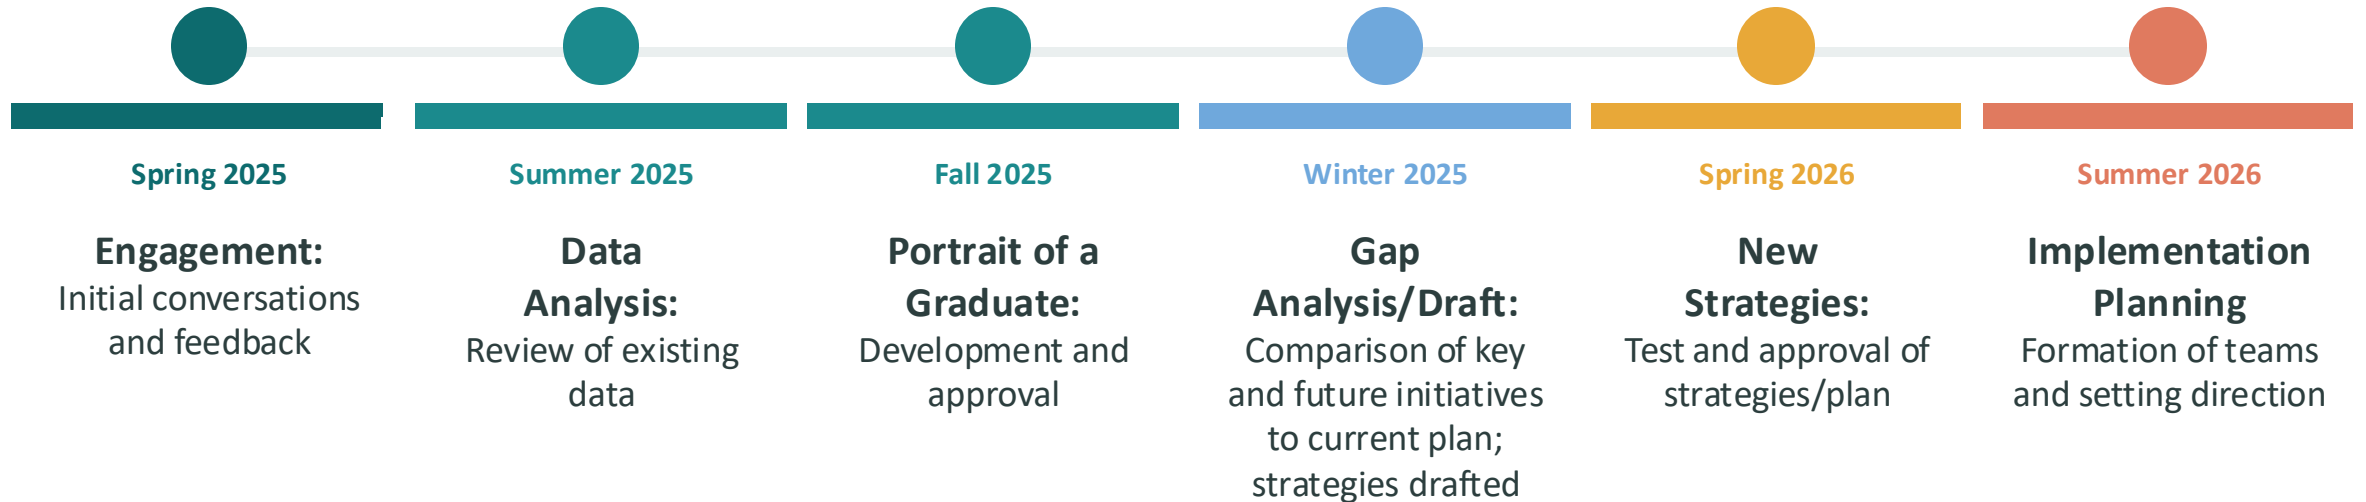 Spring 2025
Engagement:
Initial conversations
and feedback
Summer 2025
Data
Analysis:
Review of existing
data
Fall 2025
Portrait of a
Graduate:
Development and
approval
Winter 2025
Gap
Analysis/Draft:
Comparison of key
and future initiatives
to current plan;
strategies drafted
Spring 2026
New
Strategies:
Test and approval of
strategies/plan
Summer 2026
Implementation
Planning
Formation of teams
and setting direction